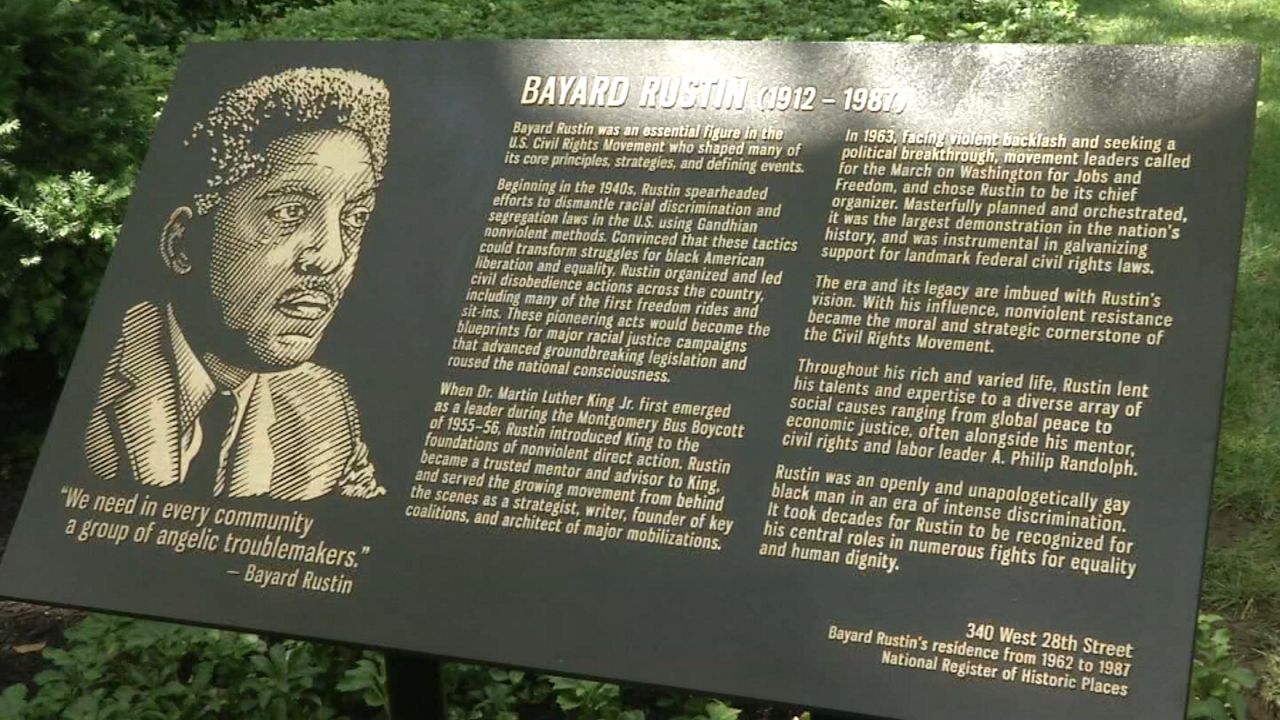 BAYARD RUSTIN (1912 – 1987)
Bayard Rustin was an essential figure in the
U.S. Civil Rights Movement who shaped many of
its core principles, strategies, and defining events.
Beginning in the 1940s, Rustin spearheaded
efforts to dismantle racial discrimination and
segregation laws in the U.S. using Gandhian
nonviolent methods. Convinced that these tactics
could transform struggles for black American
liberation and equality, Rustin organized and led
civil disobedience actions across the country,
including many of the first freedom rides and
sit-ins. These pioneering acts would become the
blueprints for major racial justice campaigns
that advanced groundbreaking legislation and
roused the national consciousness.
When Dr. Martin Luther King Jr. first emerged
as a leader during the Montgomery Bus Boycott
of 1955–56, Rustin introduced King to the
foundations of nonviolent direct action. Rustin
became a trusted mentor and advisor to King,
and served the growing movement from behind
the scenes as a strategist, writer, founder of key
coalitions, and architect of major mobilizations.
In 1963, facing violent backlash and seeking a
political breakthrough, movement leaders called
for the March on Washington for Jobs and
Freedom, and chose Rustin to be its chief
organizer. Masterfully planned and orchestrated,
it was the largest demonstration in the nation's
history, and was instrumental in galvanizing
support for landmark federal civil rights laws.
The era and its legacy are imbued with Rustin's
vision. With his influence, nonviolent resistance
became the moral and strategic cornerstone of
the Civil Rights Movement.
Throughout his rich and varied life, Rustin lent
his talents and expertise to a diverse array of
social causes ranging from global peace to
economic justice, often alongside his mentor,
civil rights and labor leader A. Philip Randolph.
Rustin was an openly and unapologetically gay
black man in an era of intense discrimination.
It took decades for Rustin to be recognized for
his central roles in numerous fights for equality
and human dignity.
"We need in every community
a group of angelic troublemakers."
– Bayard Rustin
340 West 28th Street
Bayard Rustin's residence from 1962 to 1987
National Register of Historic Places